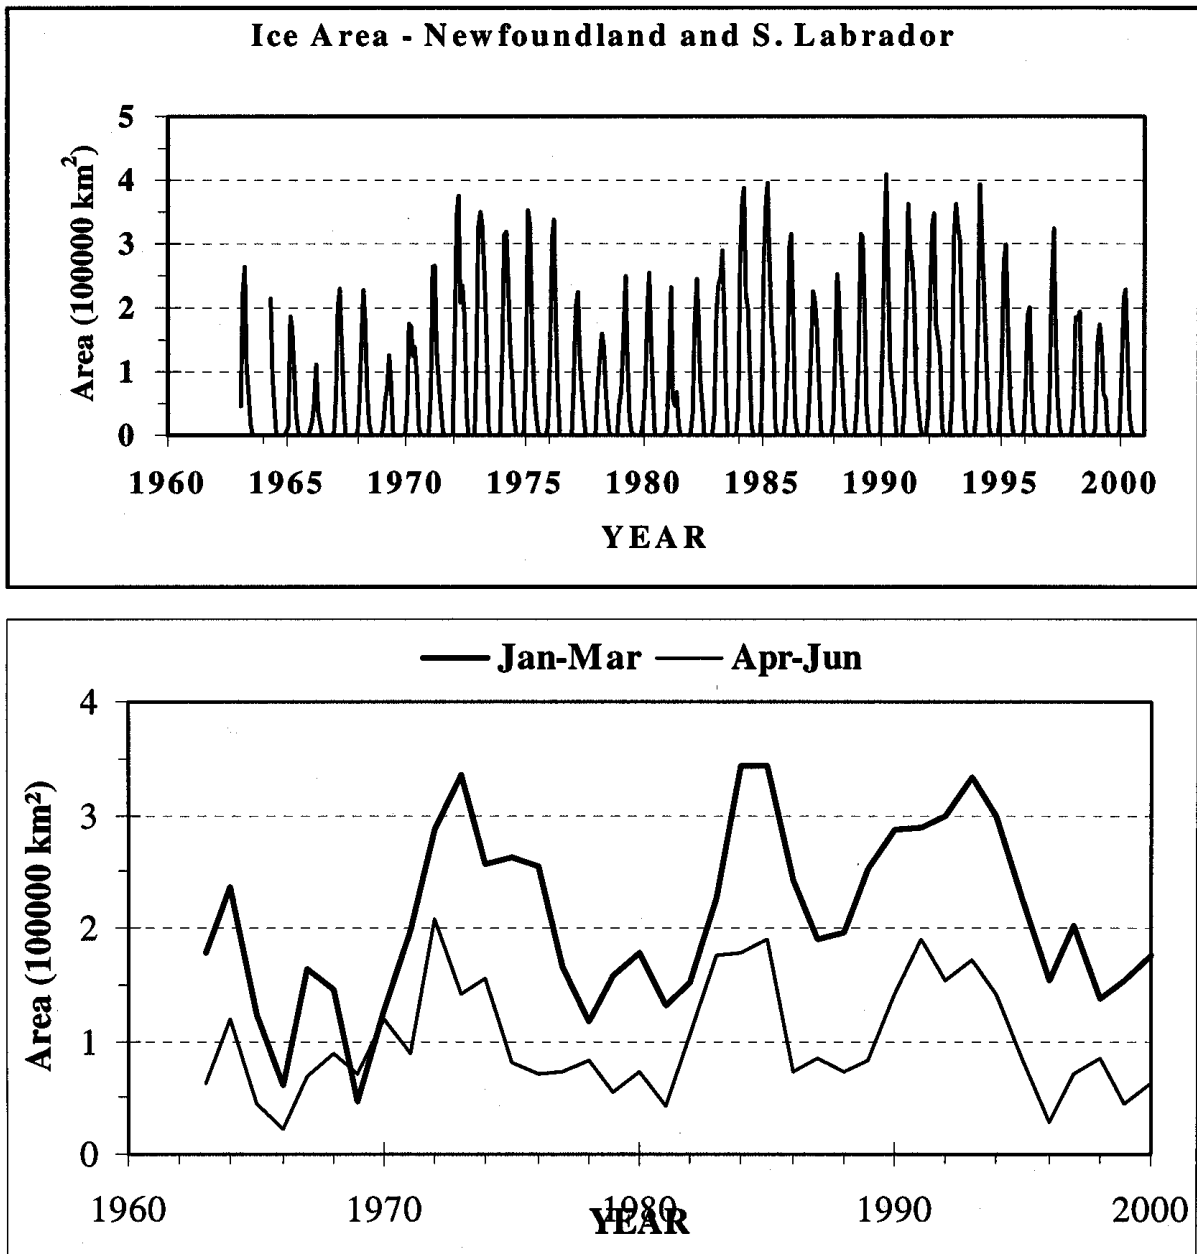 Ice Area - Newfoundland and S. Labrador
Area (100000 km²)
5
4
3
2
1
0
1960 1965 1970 1975 1980 1985 1990 1995 2000
YEAR
Jan-Mar Apr-Jun
Area (100000 km²)
4
3
2
1
0
1960 1970 1980 1990 2000
YEAR